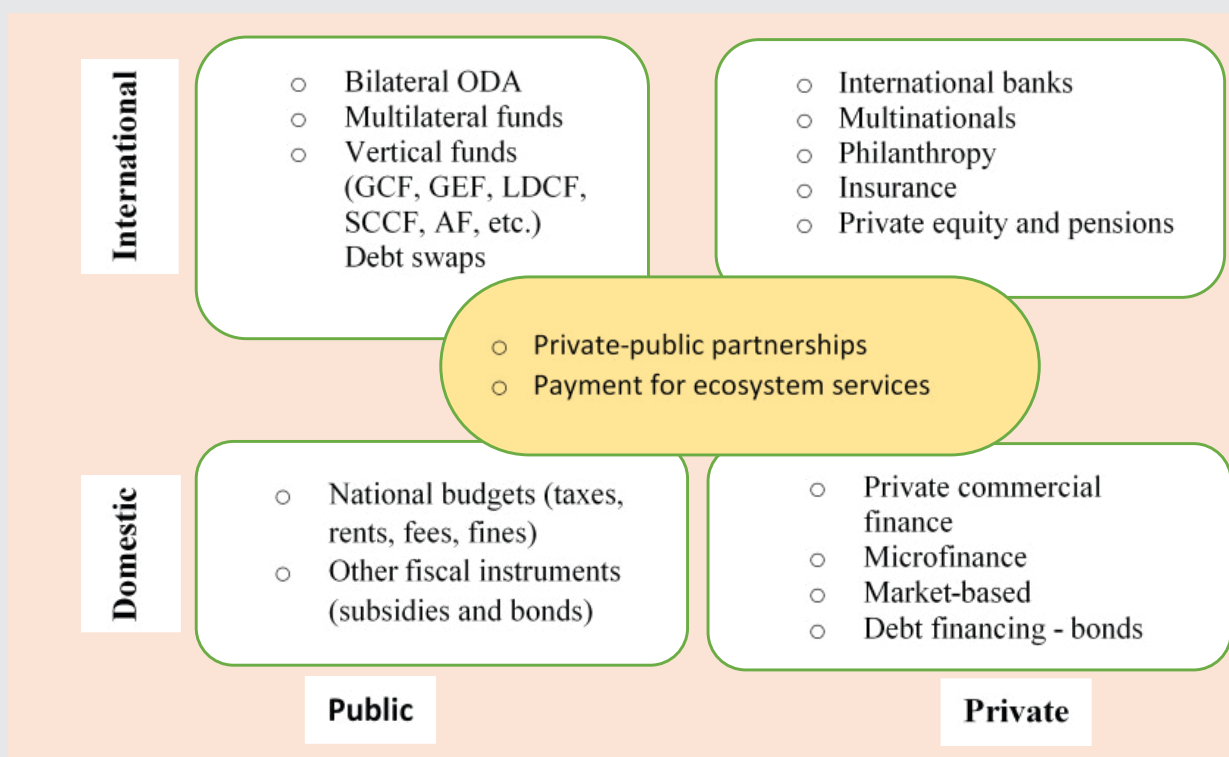 International
○ Bilateral ODA
○ Multilateral funds
○ Vertical funds
(GCF, GEF, LDCF,
SCCF, AF, etc.)
Debt swaps
○ International banks
○ Multinationals
○ Philanthropy
○ Insurance
○ Private equity and pensions
○ Private-public partnerships
○ Payment for ecosystem services
Domestic
○ National budgets (taxes,
rents, fees, fines)
○ Other fiscal instruments
(subsidies and bonds)
○ Private commercial
finance
○ Microfinance
○ Market-based
○ Debt financing - bonds
Public
Private